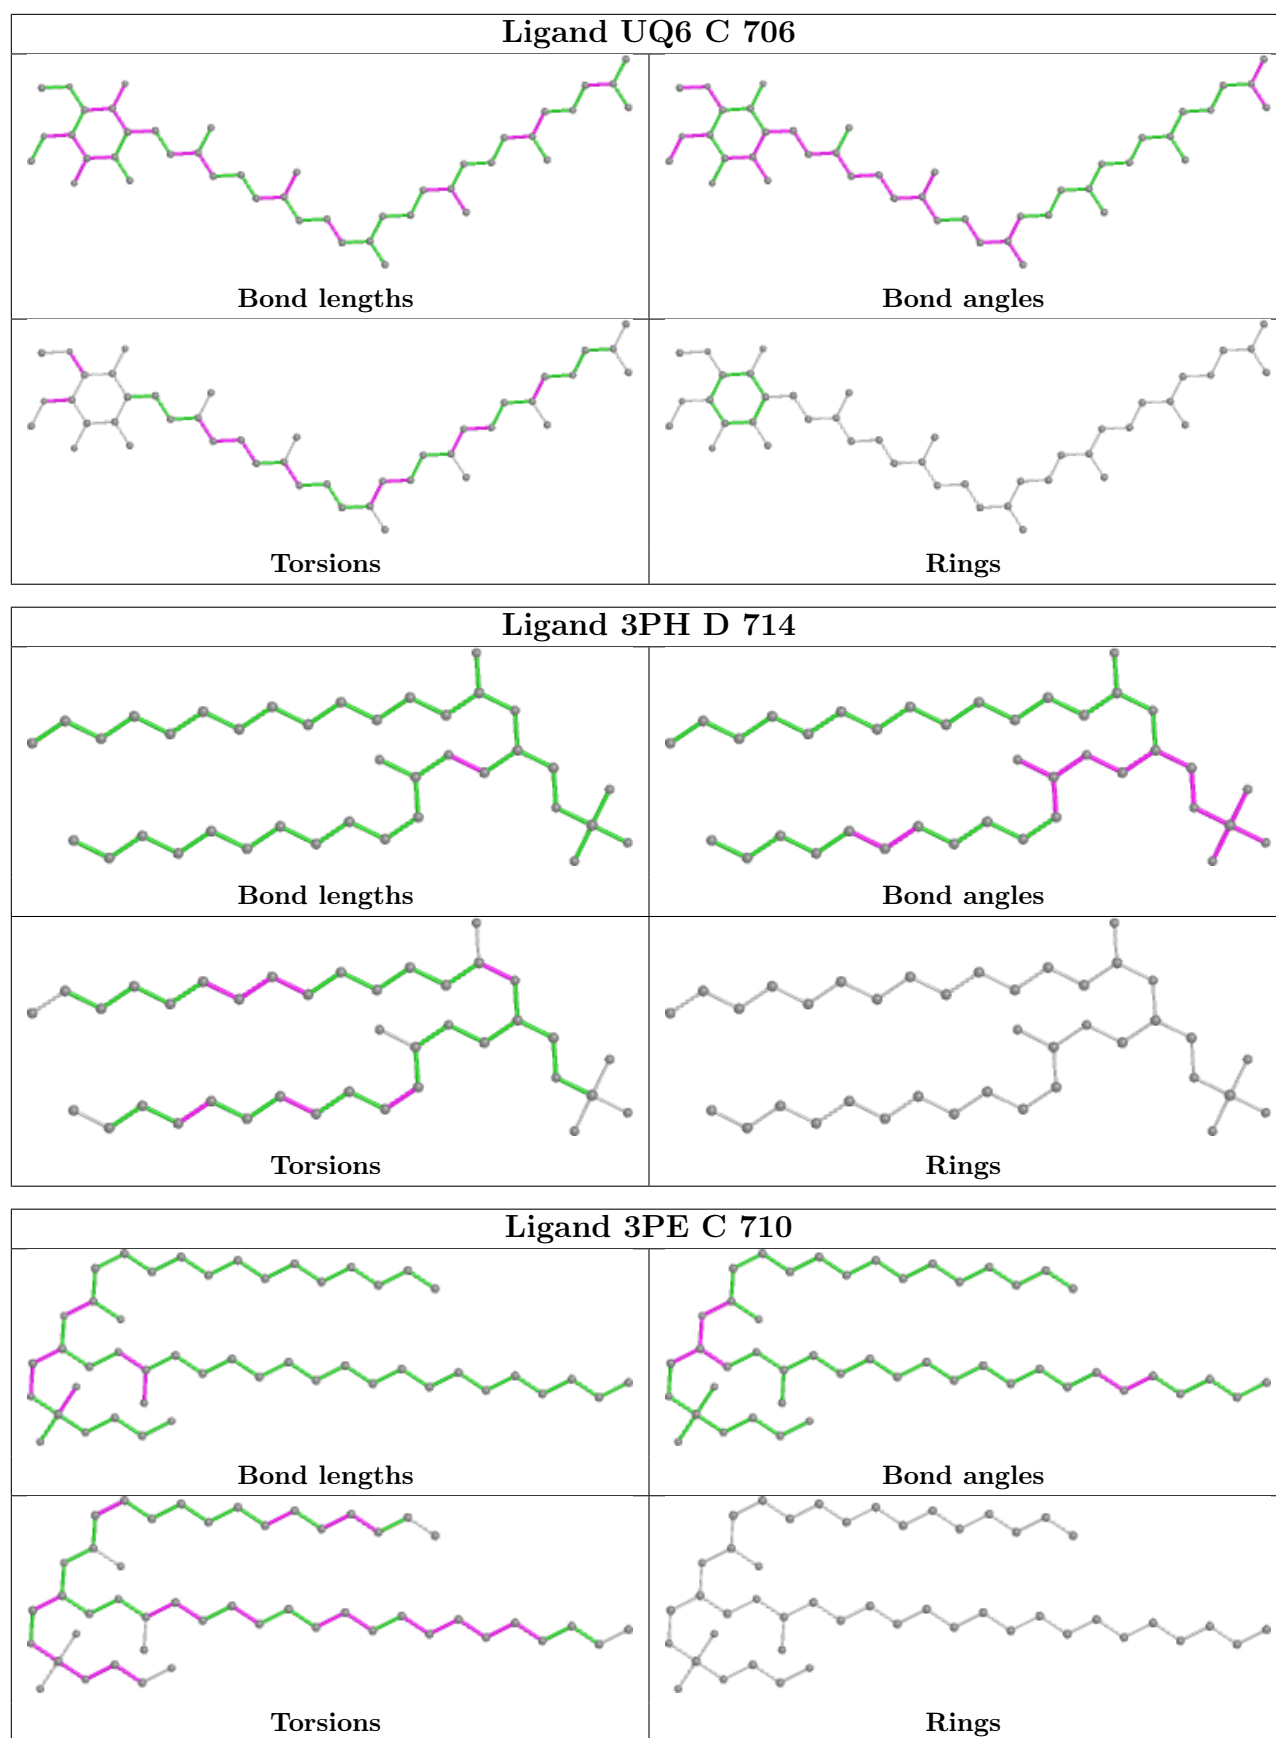 Ligand UQ6 C 706
Bond lengths
Bond angles
Torsions
Rings
Ligand 3PH D 714
Bond lengths
Bond angles
Torsions
Rings
Ligand 3PE C 710
Bond lengths
Bond angles
Torsions
Rings